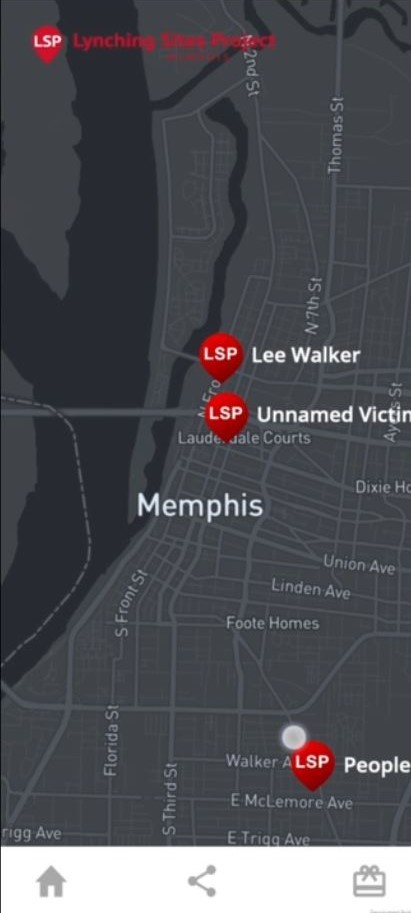 LSP Lynching Sites Project
N 2nd St
Thomas St
N 7th St
LSP Lee Walker
N Fro
LSP Unnamed Victim
Lauderdale Courts
Memphis
Dixie Ho
Union Ave
Linden Ave
S Front St
Foote Homes
Florida St
Walker A
LSP People
S Third St
E McLemore Ave
rigg Ave
E Trigg Ave